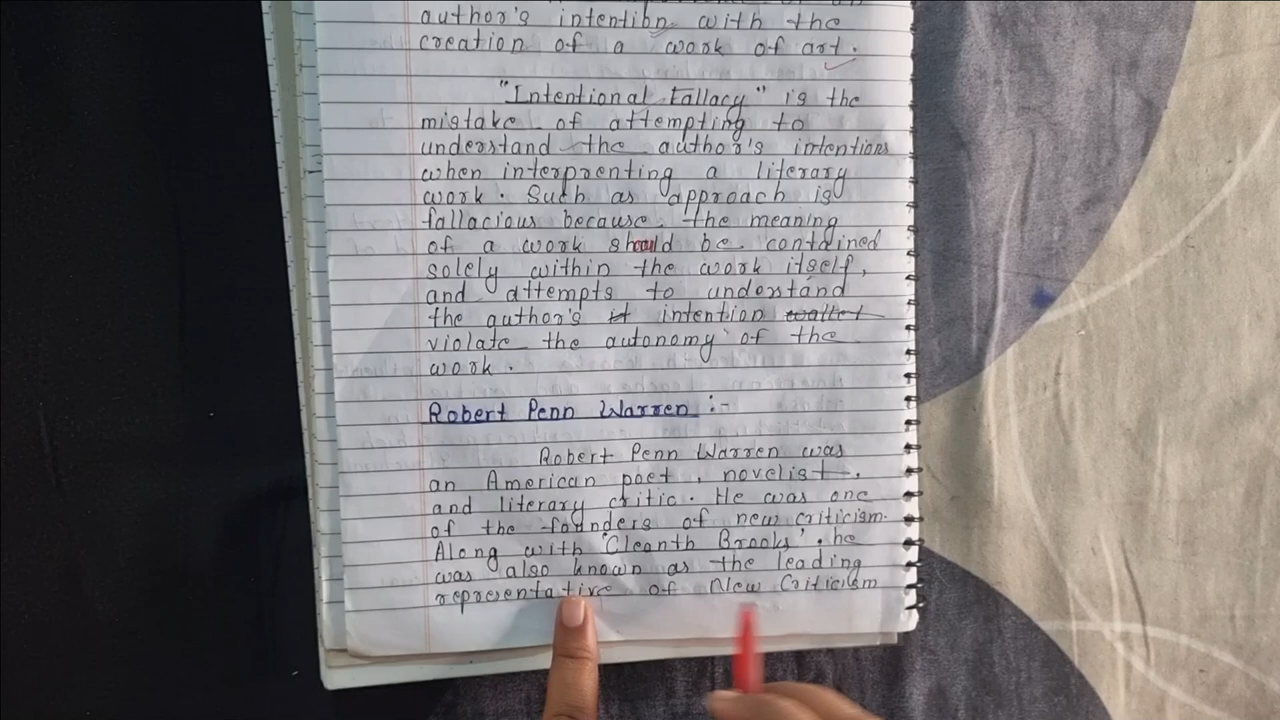 author's intention with the
creation of a work of art.
"Intentional Fallacy" is the
mistake of attempting to
understand the author's intentions
when interprenting a literary
work. Such as approach is
fallacious because, the meaning
of a work should be contained
solely within the work itself,
and attempts to understand
the author's it intention
violate the autonomy of the
work.
Robert Penn Warren :-
Robert Penn Warren was
an American poet, novelist,
and literary critic. He was one
of the founders of new criticism.
Along with 'Cleanth Brooks', he
was also known as the leading
representative of New Criticism